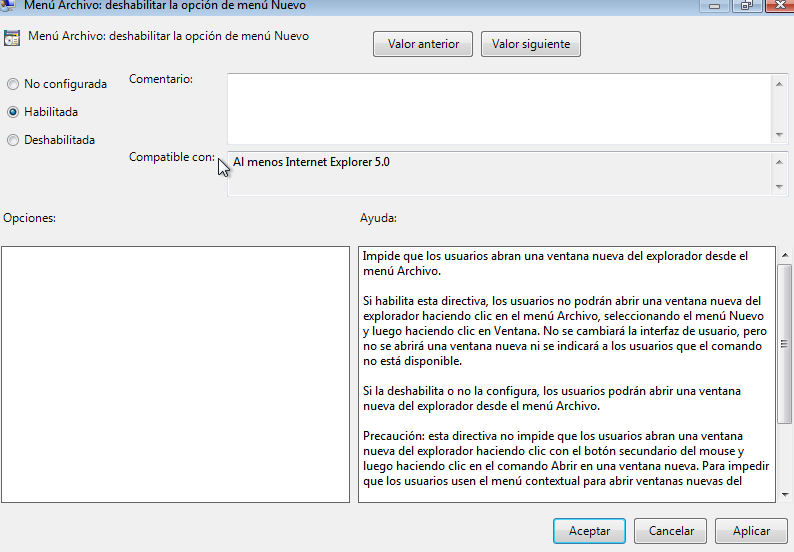 Menú Archivo: deshabilitar la opción de menú Nuevo
Menú Archivo: deshabilitar la opción de menú Nuevo
Valor anterior
Valor siguiente
No configurada
Habilitada
Deshabilitada
Comentario:
Compatible con:
Al menos Internet Explorer 5.0
Opciones:
Ayuda:
Impide que los usuarios abran una ventana nueva del explorador desde el
menú Archivo.
Si habilita esta directiva, los usuarios no podrán abrir una ventana nueva del
explorador haciendo clic en el menú Archivo, seleccionando el menú Nuevo
y luego haciendo clic en Ventana. No se cambiará la interfaz de usuario, pero
no se abrirá una ventana nueva ni se indicará a los usuarios que el comando
no está disponible.
Si la deshabilita o no la configura, los usuarios podrán abrir una ventana
nueva del explorador desde el menú Archivo.
Precaución: esta directiva no impide que los usuarios abran una ventana
nueva del explorador haciendo clic con el botón secundario del mouse y
luego haciendo clic en el comando Abrir en una ventana nueva. Para impedir
que los usuarios usen el menú contextual para abrir ventanas nuevas del
Aceptar
Cancelar
Aplicar